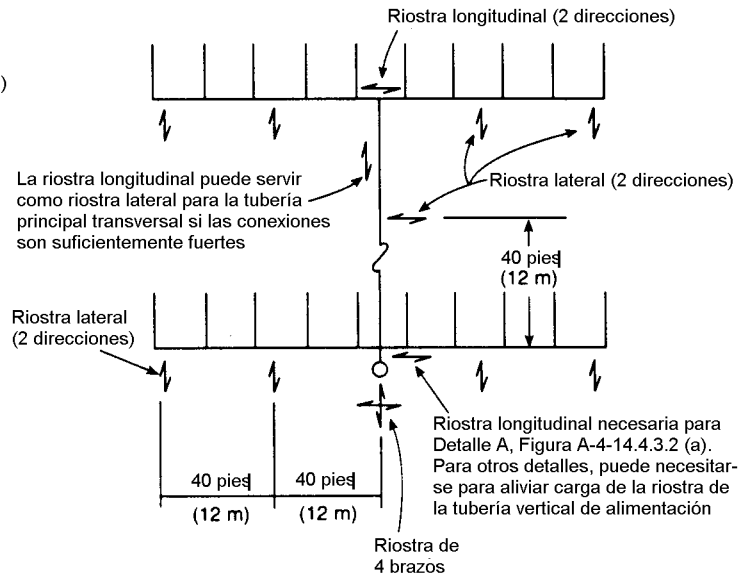 Riostra longitudinal (2 direcciones)
)
La riostra longitudinal puede servir
como riostra lateral para la tubería
principal transversal si las conexiones
son suficientemente fuertes
Riostra lateral (2 direcciones)
40 pies
(12 m)
Riostra lateral
(2 direcciones)
Riostra longitudinal necesaria para
Detalle A, Figura A-4-14.4.3.2 (a).
Para otros detalles, puede necesitar-
se para aliviar carga de la riostra de
la tubería vertical de alimentación
40 pies
(12 m)
40 pies
(12 m)
Riostra de
4 brazos